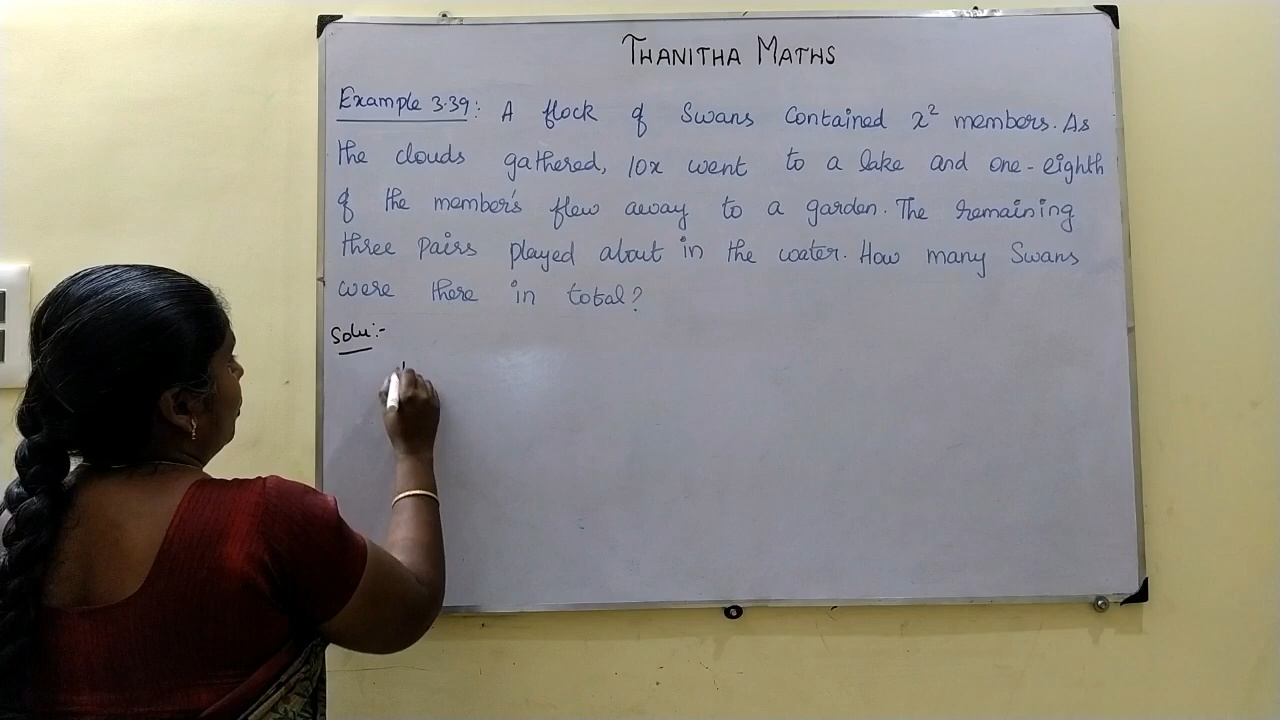 THANITHA MATHS
Example 3.39: A flock of Swans Contained x² members. As
the clouds gathered, 10x went to a lake and one-eighth
of the member's flew away to a garden. The remaining
three pairs played about in the water. How many Swans
were there in total?
Solu:-